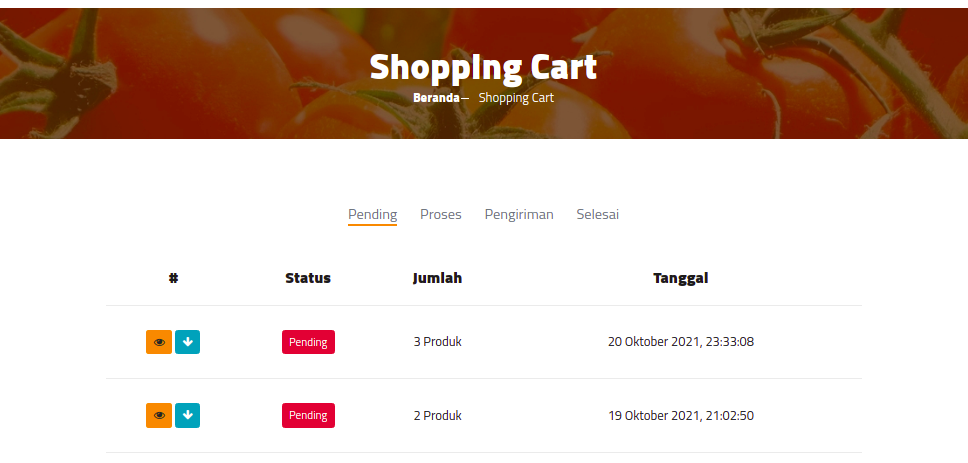 Shopping Cart
Beranda— Shopping Cart
Pending Proses Pengiriman Selesai
# Status Jumlah Tanggal
Pending 3 Produk 20 Oktober 2021, 23:33:08
Pending 2 Produk 19 Oktober 2021, 21:02:50